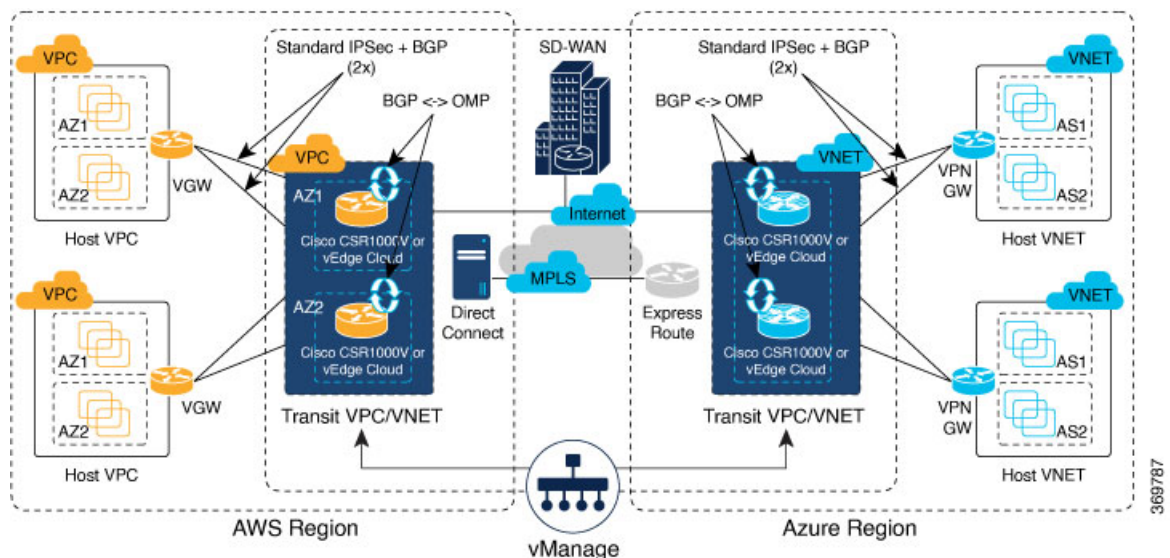 VPC
AZ1
AZ2
VGW
Host VPC
VPC
AZ1
AZ2
VGW
Host VPC
Standard IPSec + BGP
(2x)
BGP <-> OMP
VPC
AZ1
Cisco CSR1000V or
vEdge Cloud
AZ2
Cisco CSR1000V or
vEdge Cloud
Transit VPC/VNET
AWS Region
SD-WAN
Internet
MPLS
Direct
Connect
Express
Route
vManage
Standard IPSec + BGP
(2x)
BGP <-> OMP
VNET
Cisco CSR1000V or
vEdge Cloud
Cisco CSR1000V or
vEdge Cloud
Transit VPC/VNET
VNET
AS1
AS2
VPN
GW
Host VNET
VNET
AS1
AS2
VPN
GW
Host VNET
Azure Region
369787